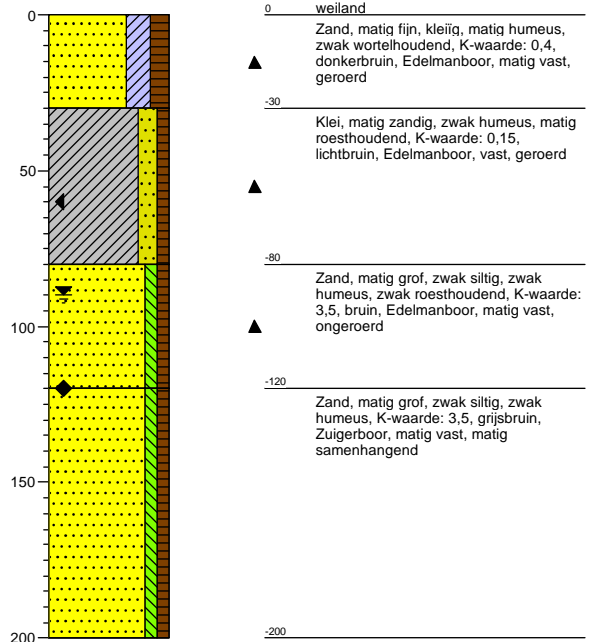 0
50
100
150
200
0
weiland
Zand, matig fijn, kleiïg, matig humeus,
zwak wortelhoudend, K-waarde: 0,4,
donkerbruin, Edelmanboor, matig vast,
geroerd
-30
Klei, matig zandig, zwak humeus, matig
roesthoudend, K-waarde: 0,15,
lichtbruin, Edelmanboor, vast, geroerd
-80
Zand, matig grof, zwak siltig, zwak
humeus, zwak roesthoudend, K-waarde:
3,5, bruin, Edelmanboor, matig vast,
ongeroerd
-120
Zand, matig grof, zwak siltig, zwak
humeus, K-waarde: 3,5, grijsbruin,
Zuigerboor, matig vast, matig
samenhangend
-200